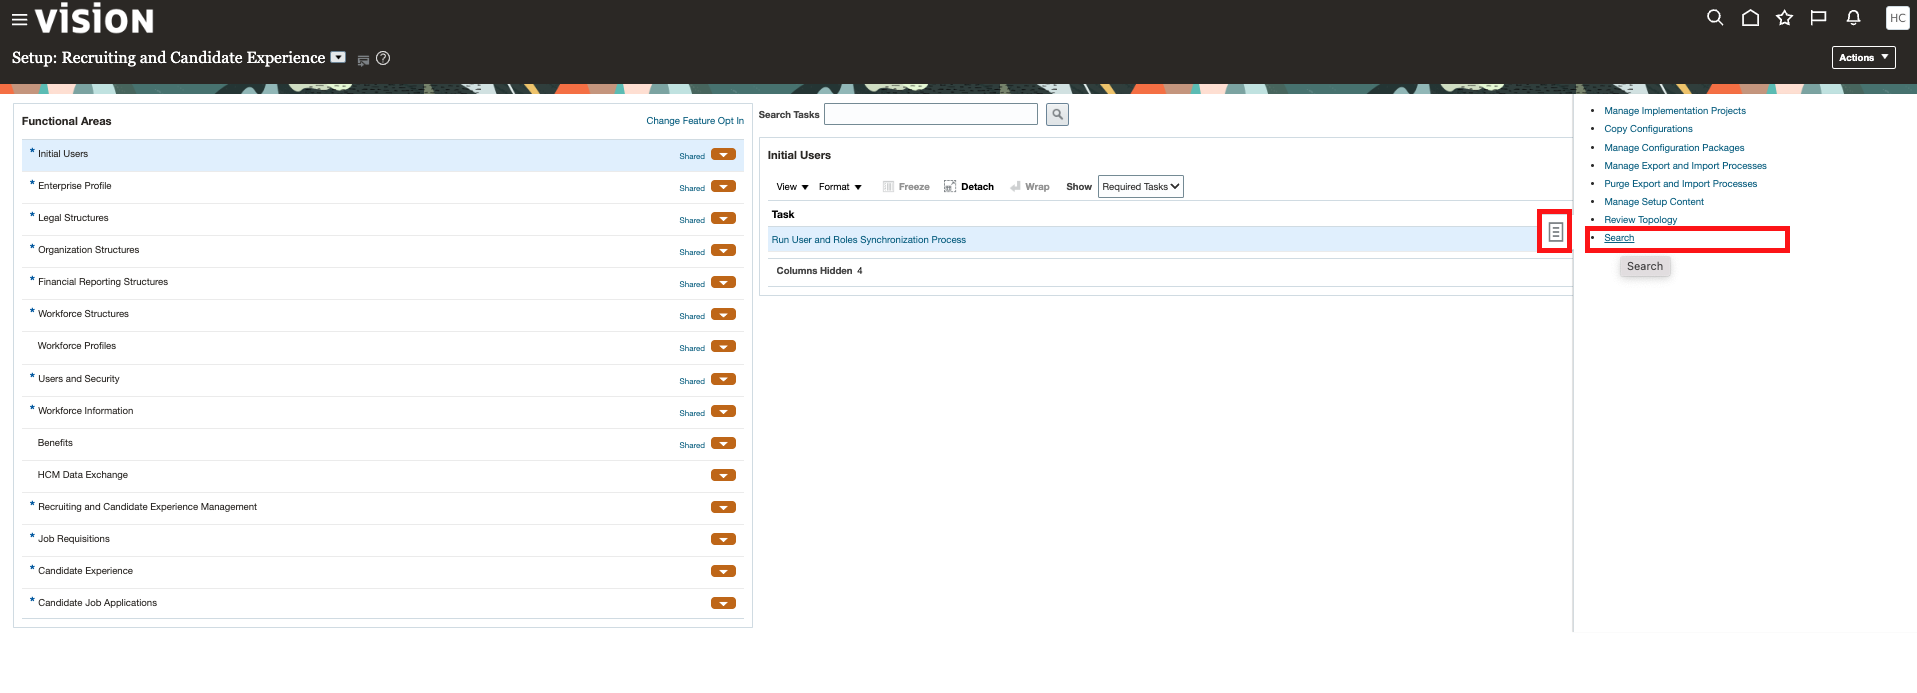 vision
HC
Setup: Recruiting and Candidate Experience
Actions
Functional Areas
Change Feature Opt In
* Initial Users Shared
* Enterprise Profile Shared
* Legal Structures Shared
* Organization Structures Shared
* Financial Reporting Structures Shared
* Workforce Structures Shared
Workforce Profiles Shared
* Users and Security Shared
* Workforce Information Shared
Benefits Shared
HCM Data Exchange
* Recruiting and Candidate Experience Management
* Job Requisitions
* Candidate Experience
* Candidate Job Applications
Search Tasks
Initial Users
View Format Freeze Detach Wrap Show Required Tasks
Task
Run User and Roles Synchronization Process
Columns Hidden 4
• Manage Implementation Projects
• Copy Configurations
• Manage Configuration Packages
• Manage Export and Import Processes
• Purge Export and Import Processes
• Manage Setup Content
• Review Topology
• Search
Search